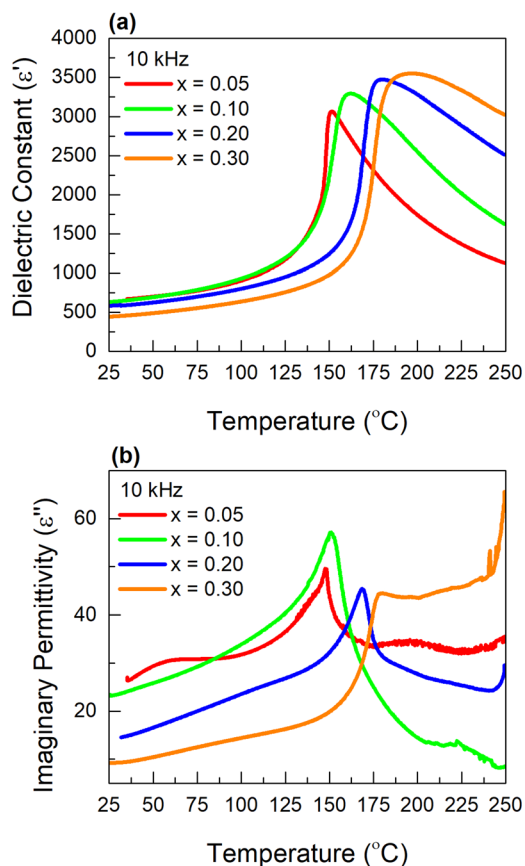 (a)
10 kHz
x = 0.05
x = 0.10
x = 0.20
x = 0.30
Dielectric Constant (ε')
4000
3500
3000
2500
2000
1500
1000
500
0
25 50 75 100 125 150 175 200 225 250
Temperature (°C)
(b)
10 kHz
x = 0.05
x = 0.10
x = 0.20
x = 0.30
Imaginary Permittivity (ε'')
60
40
20
25 50 75 100 125 150 175 200 225 250
Temperature (°C)